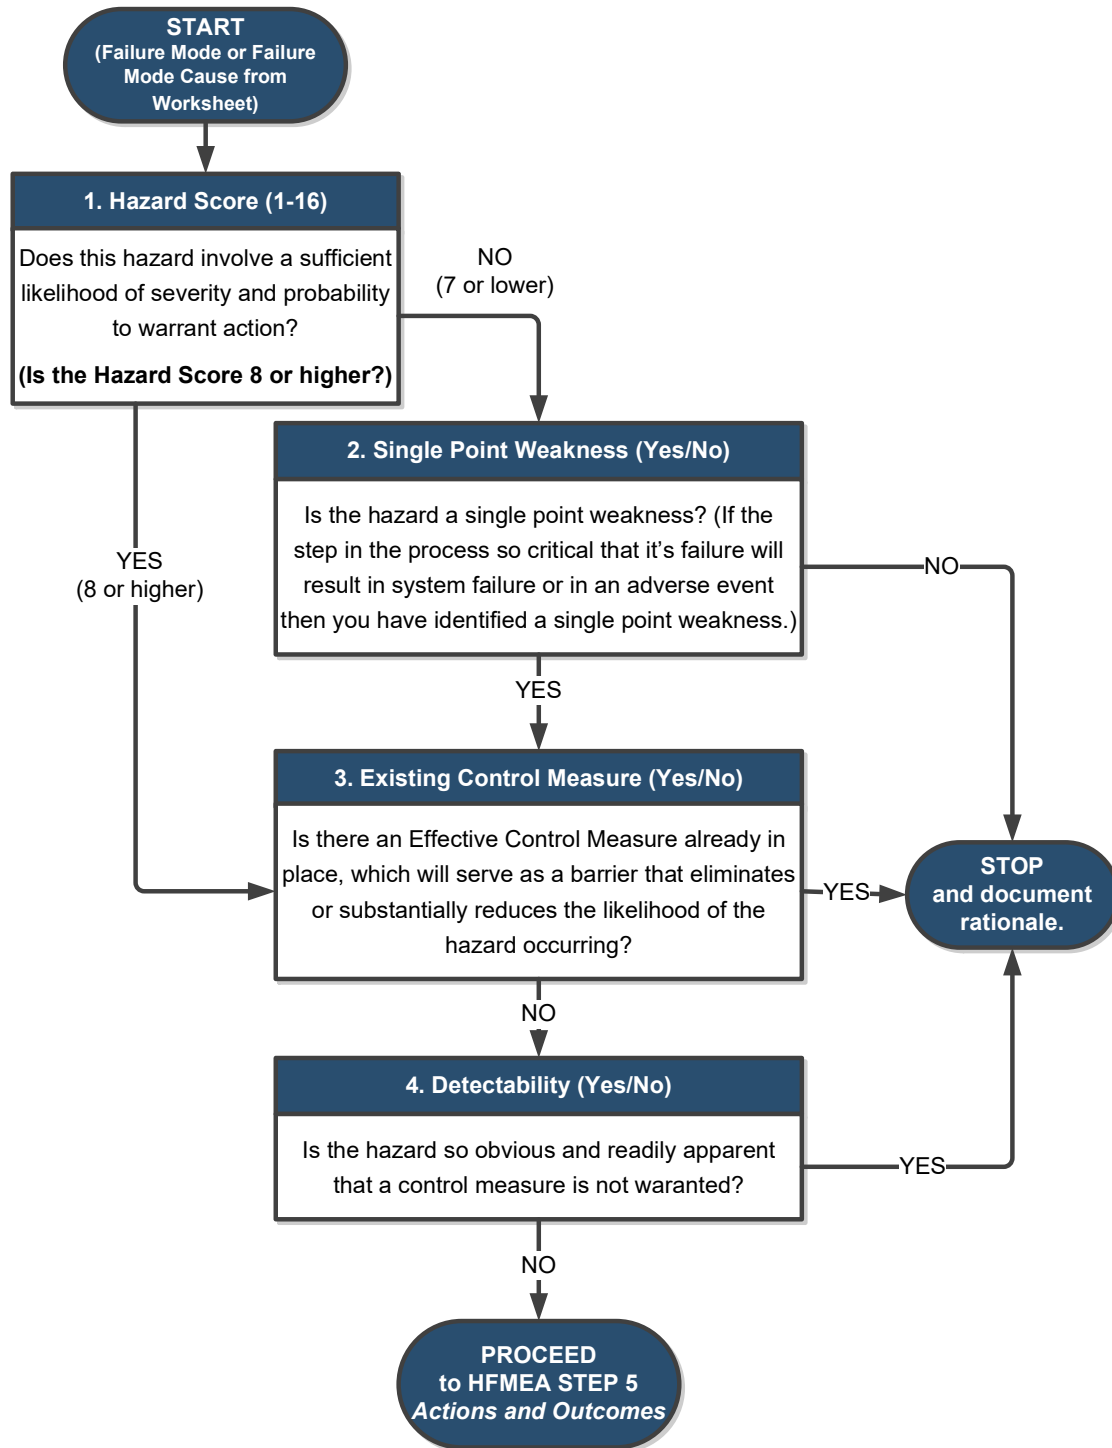 START
(Failure Mode or Failure
Mode Cause from
Worksheet)
1. Hazard Score (1-16)
Does this hazard involve a sufficient
likelihood of severity and probability
to warrant action?
(Is the Hazard Score 8 or higher?)
NO
(7 or lower)
YES
(8 or higher)
2. Single Point Weakness (Yes/No)
Is the hazard a single point weakness? (If the
step in the process so critical that it’s failure will
result in system failure or in an adverse event
then you have identified a single point weakness.)
NO
YES
3. Existing Control Measure (Yes/No)
Is there an Effective Control Measure already in
place, which will serve as a barrier that eliminates
or substantially reduces the likelihood of the
hazard occurring?
YES
STOP
and document
rationale.
NO
4. Detectability (Yes/No)
Is the hazard so obvious and readily apparent
that a control measure is not waranted?
YES
NO
PROCEED
to HFMEA STEP 5
Actions and Outcomes